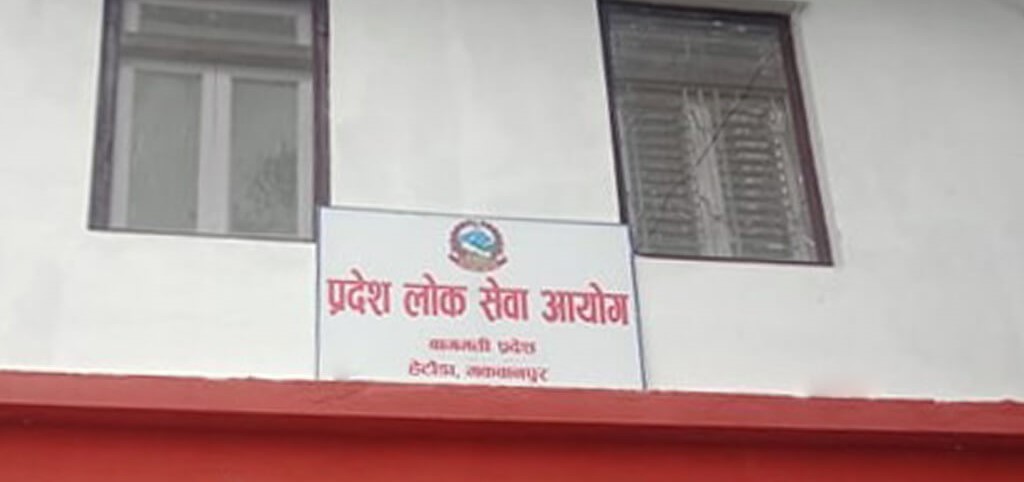 प्रदेश लोक सेवा आयोग
बागमती प्रदेश
हेटौंडा, मकवानपुर